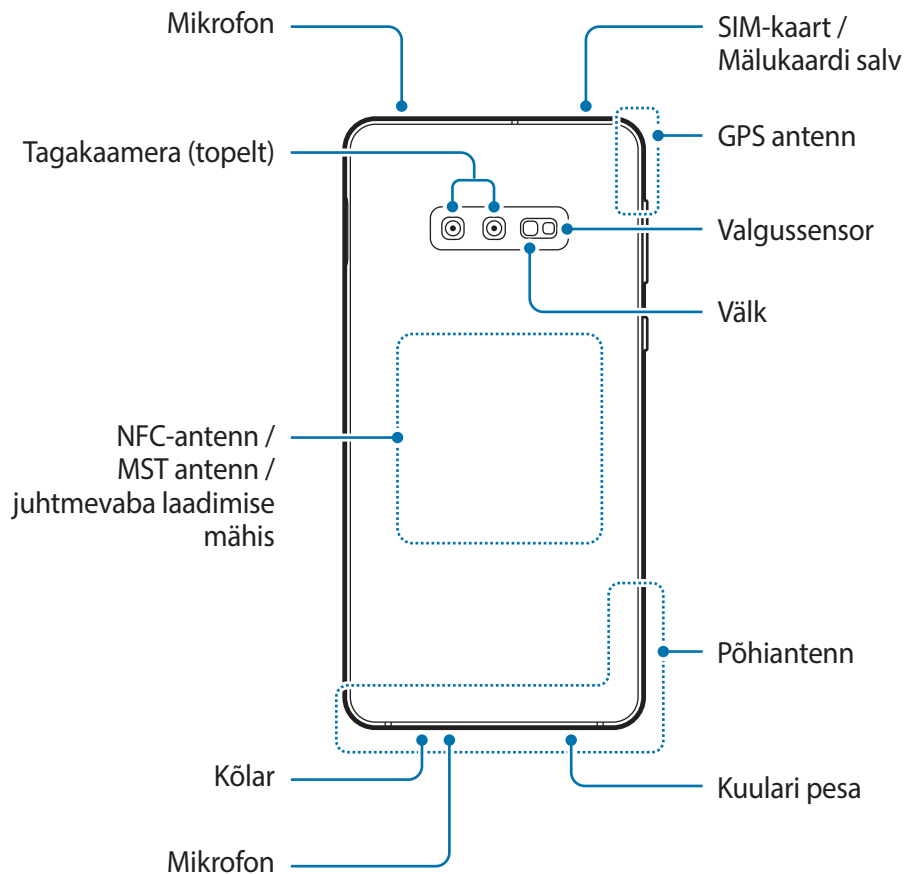 Mikrofon
SIM-kaart /
Mälukaardi salv
GPS antenn
Tagakaamera (topelt)
Valgussensor
Välk
NFC-antenn /
MST antenn /
juhtmevaba laadimise
mähis
Põhiantenn
Kõlar
Kuulari pesa
Mikrofon